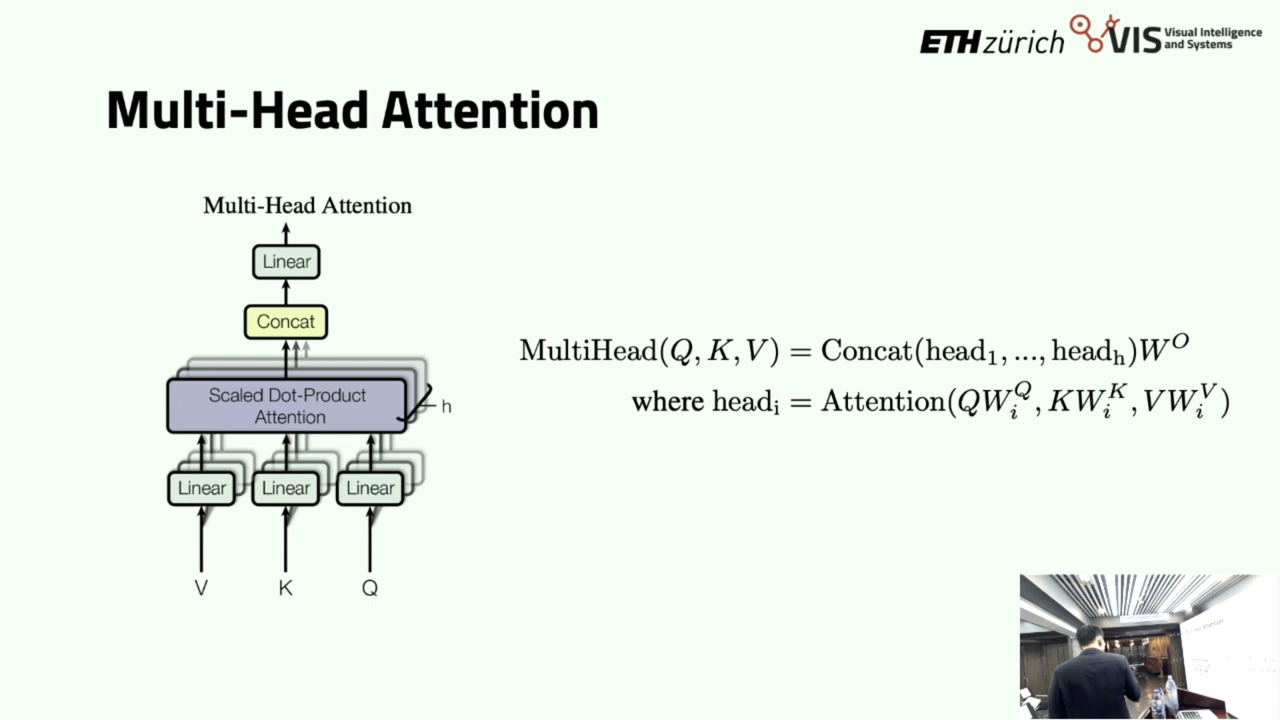 ETH zürich VIS Visual Intelligence and Systems
Multi-Head Attention
Multi-Head Attention
Linear
Concat
Scaled Dot-Product
Attention
h
Linear Linear Linear
V K Q
MultiHead(Q, K, V) = Concat(head₁, ..., headₕ)W^O
where headᵢ = Attention(QWᵢ^Q, KWᵢ^K, VWᵢ^V)